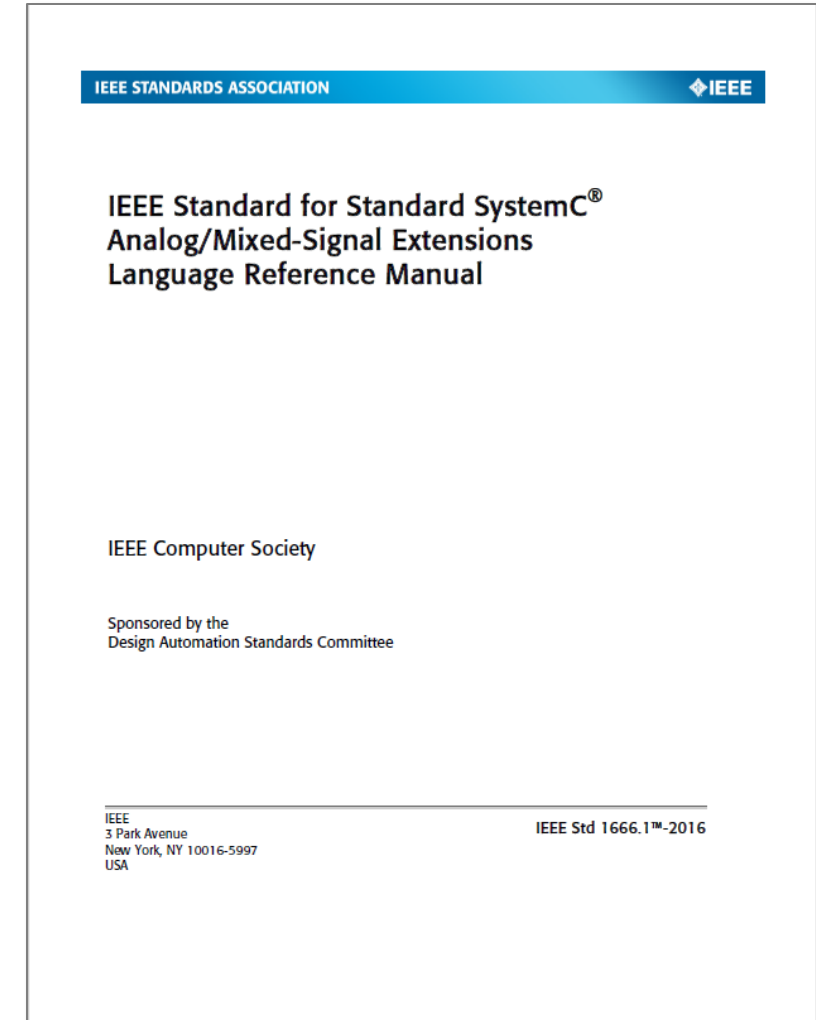 IEEE STANDARDS ASSOCIATION
IEEE
IEEE Standard for Standard SystemC®
Analog/Mixed-Signal Extensions
Language Reference Manual
IEEE Computer Society
Sponsored by the
Design Automation Standards Committee
IEEE
3 Park Avenue
New York, NY 10016-5997
USA
IEEE Std 1666.1™-2016